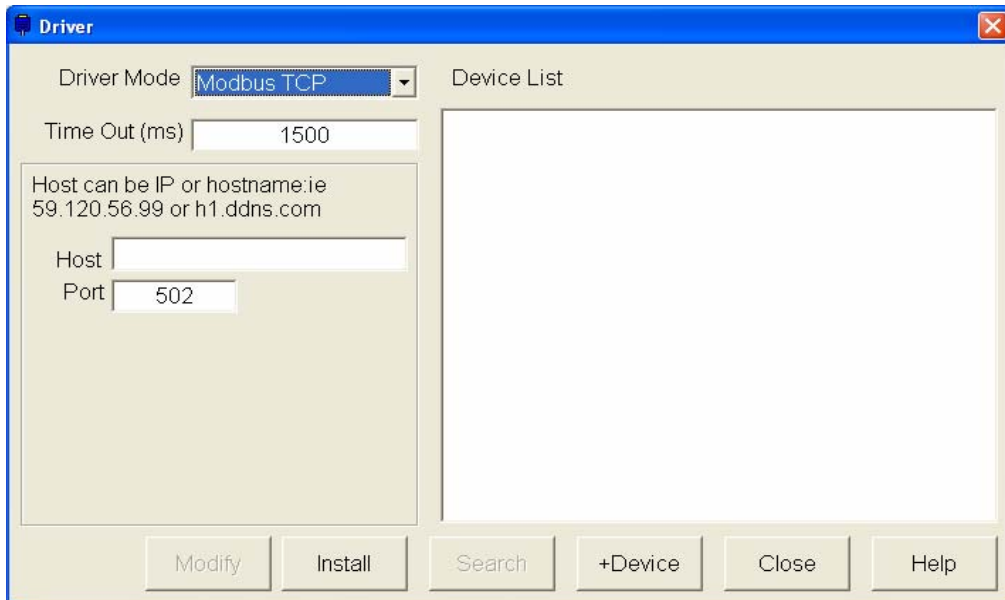 Driver
Driver Mode Modbus TCP
Device List
Time Out (ms) 1500
Host can be IP or hostname:ie
59.120.56.99 or h1.ddns.com
Host
Port 502
Modify Install Search +Device Close Help